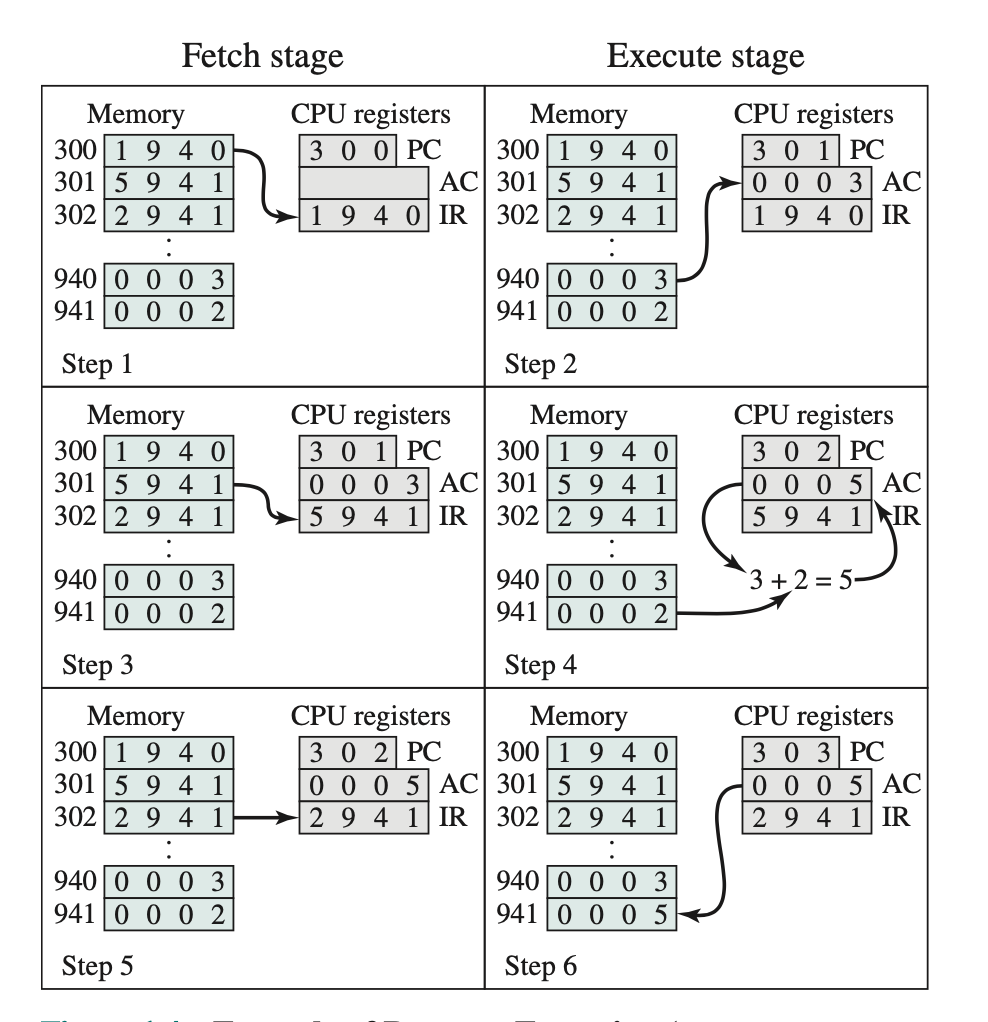 Fetch stage Execute stage
Memory CPU registers
300 1 9 4 0 3 0 0 PC
301 5 9 4 1 AC
302 2 9 4 1 1 9 4 0 IR
:
940 0 0 0 3
941 0 0 0 2
Step 1
Memory CPU registers
300 1 9 4 0 3 0 1 PC
301 5 9 4 1 0 0 0 3 AC
302 2 9 4 1 1 9 4 0 IR
:
940 0 0 0 3
941 0 0 0 2
Step 2
Memory CPU registers
300 1 9 4 0 3 0 1 PC
301 5 9 4 1 0 0 0 3 AC
302 2 9 4 1 5 9 4 1 IR
:
940 0 0 0 3
941 0 0 0 2
Step 3
Memory CPU registers
300 1 9 4 0 3 0 2 PC
301 5 9 4 1 0 0 0 5 AC
302 2 9 4 1 5 9 4 1 IR
:
940 0 0 0 3 3 + 2 = 5
941 0 0 0 2
Step 4
Memory CPU registers
300 1 9 4 0 3 0 2 PC
301 5 9 4 1 0 0 0 5 AC
302 2 9 4 1 2 9 4 1 IR
:
940 0 0 0 3
941 0 0 0 2
Step 5
Memory CPU registers
300 1 9 4 0 3 0 3 PC
301 5 9 4 1 0 0 0 5 AC
302 2 9 4 1 2 9 4 1 IR
:
940 0 0 0 3
941 0 0 0 5
Step 6